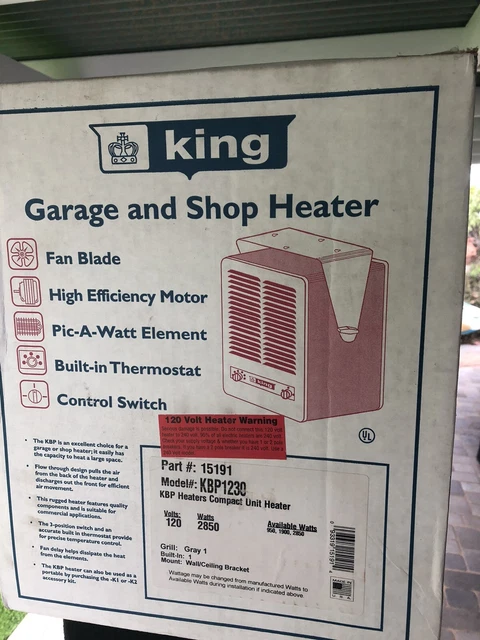 king
Garage and Shop Heater
Fan Blade
High Efficiency Motor
Pic-A-Watt Element
Built-in Thermostat
Control Switch
king
UL
120 Volt Heater Warning
• The KBP is an excellent choice for a
garage or shop heater; it easily has
the capacity to heat a large space.
• Flow through design pulls the air
from the back of the heater and
discharges out the front for efficient
air movement.
• This rugged heater features quality
components and is suitable for
commercial applications.
• The 3-position switch and an
accurate built in thermostat provide
for precise temperature control.
• Fan delay helps dissipate heat
from the elements.
• The KBP heater can also be used as a
portable by purchasing the -K1 or -K2
accessory kit.
Part #: 15191
Model#: KBP1230
KBP Heaters Compact Unit Heater
Volts: Watts
120 2850
Available Watts
950, 1900, 2850
Grill: Gray 1
Built-In: 1
Mount: Wall/Ceiling Bracket
Wattage may be changed from manufactured Watts to
Available Watts during installation if indicated above.